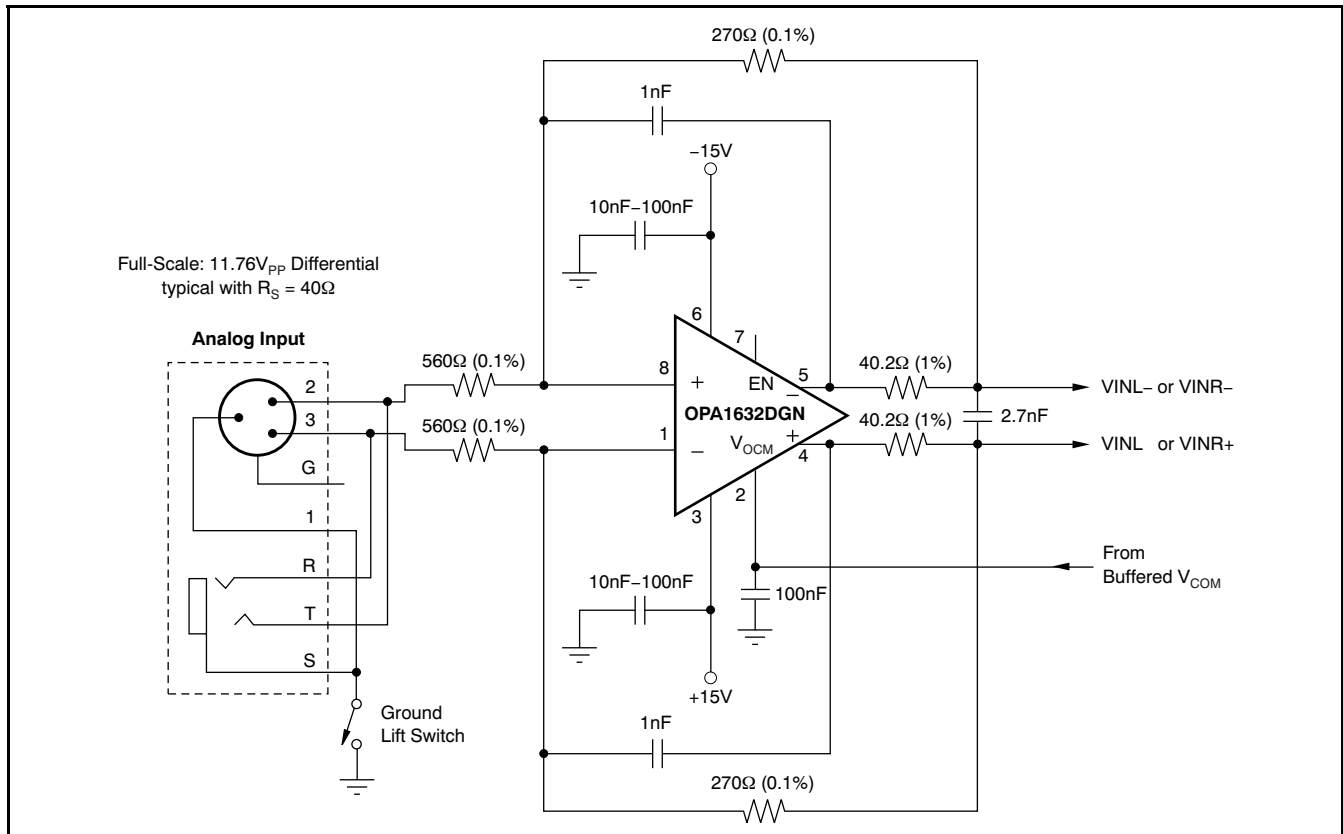 270Ω (0.1%)
1nF
−15V
10nF−100nF
Full-Scale: 11.76VPP Differential
typical with RS = 40Ω
Analog Input
6
7
2
560Ω (0.1%)
8
+
EN
5
−
40.2Ω (1%)
VINL− or VINR−
OPA1632DGN
2.7nF
3
560Ω (0.1%)
1
−
VOCM
+
4
40.2Ω (1%)
VINL or VINR+
G
2
1
3
From
Buffered VCOM
R
10nF−100nF
100nF
T
S
+15V
Ground
Lift Switch
1nF
270Ω (0.1%)